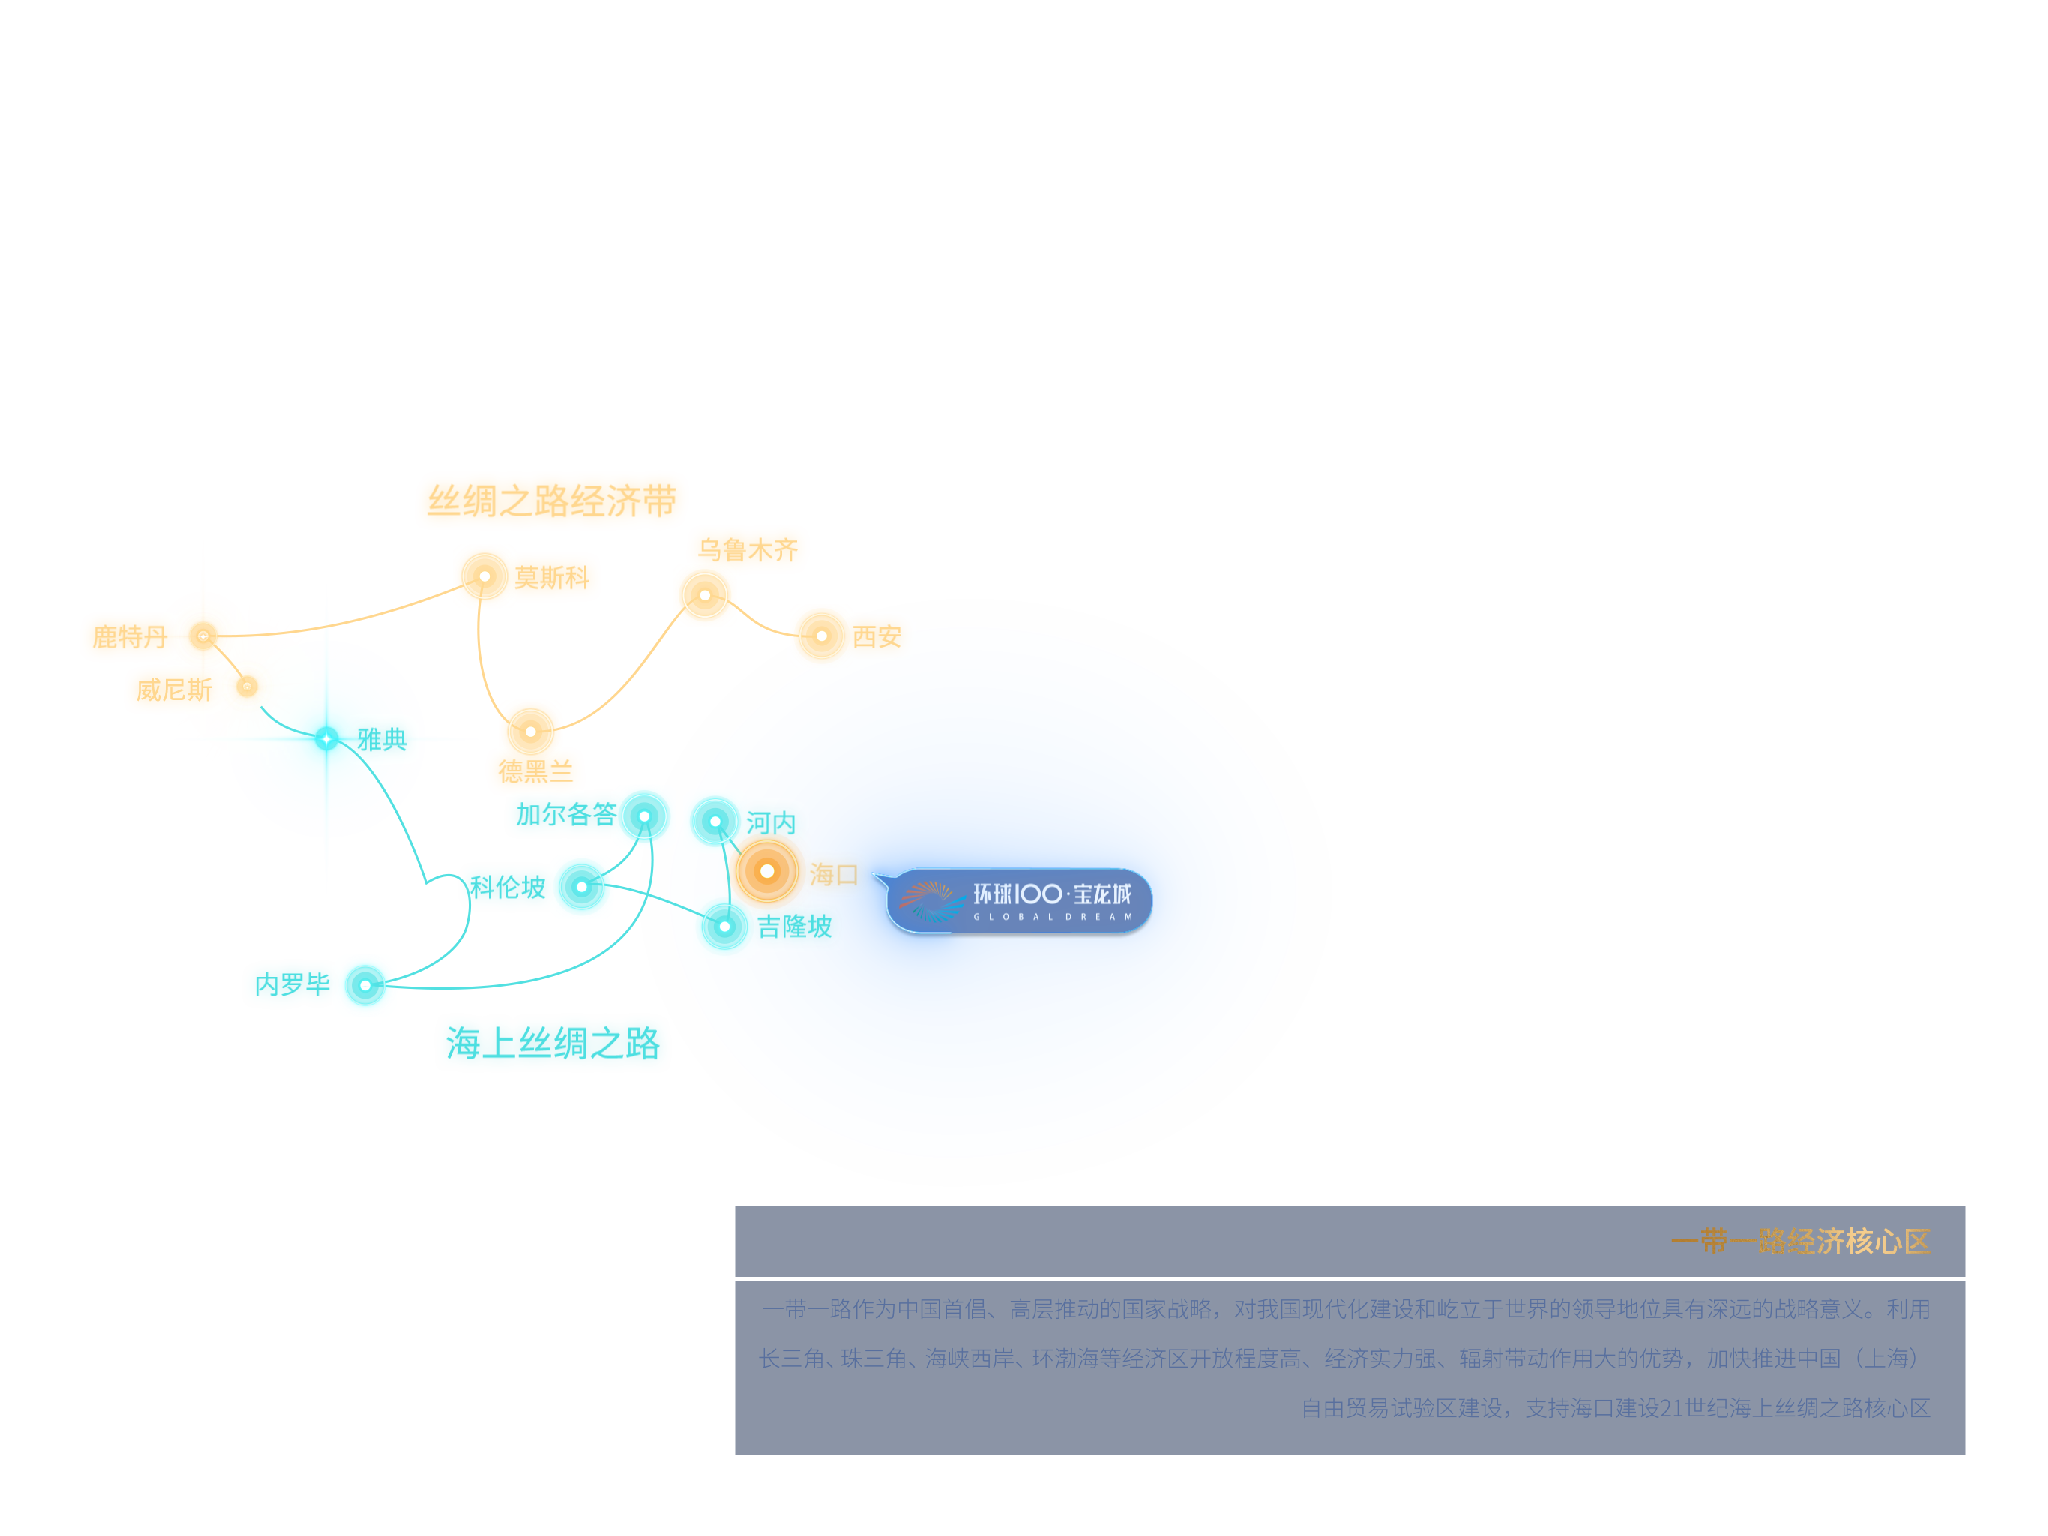 丝绸之路经济带
乌鲁木齐
莫斯科
鹿特丹
西安
威尼斯
雅典
德黑兰
加尔各答
河内
海口
科伦坡
环球100·宝龙城
GLOBAL DREAM
吉隆坡
内罗毕
海上丝绸之路
一带一路经济核心区
一带一路作为中国首倡、高层推动的国家战略，对我国现代化建设和屹立于世界的领导地位具有深远的战略意义。利用
长三角、珠三角、海峡西岸、环渤海等经济区开放程度高、经济实力强、辐射带动作用大的优势，加快推进中国（上海）
自由贸易试验区建设，支持海口建设21世纪海上丝绸之路核心区